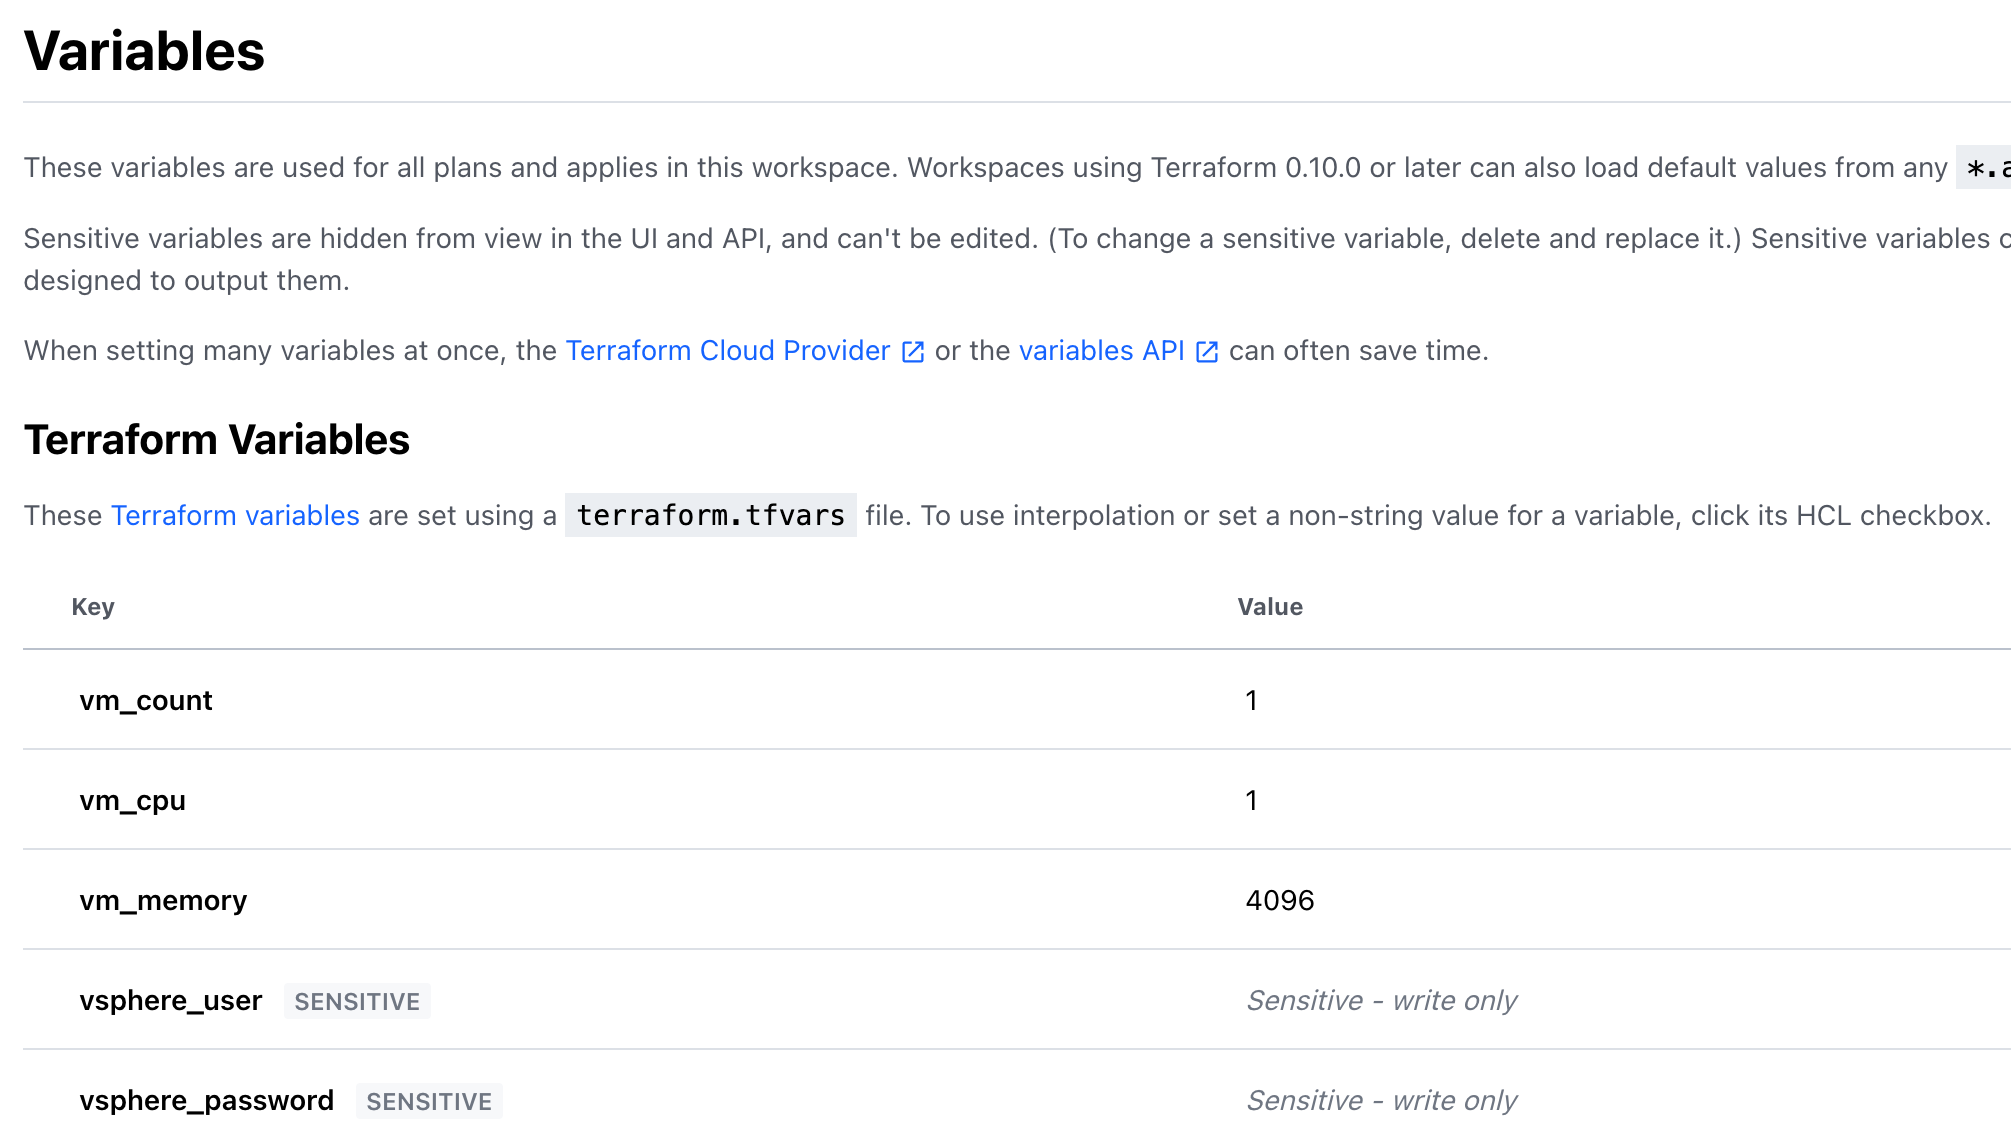 Variables
These variables are used for all plans and applies in this workspace. Workspaces using Terraform 0.10.0 or later can also load default values from any *.a
Sensitive variables are hidden from view in the UI and API, and can't be edited. (To change a sensitive variable, delete and replace it.) Sensitive variables
designed to output them.
When setting many variables at once, the Terraform Cloud Provider or the variables API can often save time.
Terraform Variables
These Terraform variables are set using a terraform.tfvars file. To use interpolation or set a non-string value for a variable, click its HCL checkbox.
Key Value
vm_count 1
vm_cpu 1
vm_memory 4096
vsphere_user SENSITIVE Sensitive - write only
vsphere_password SENSITIVE Sensitive - write only